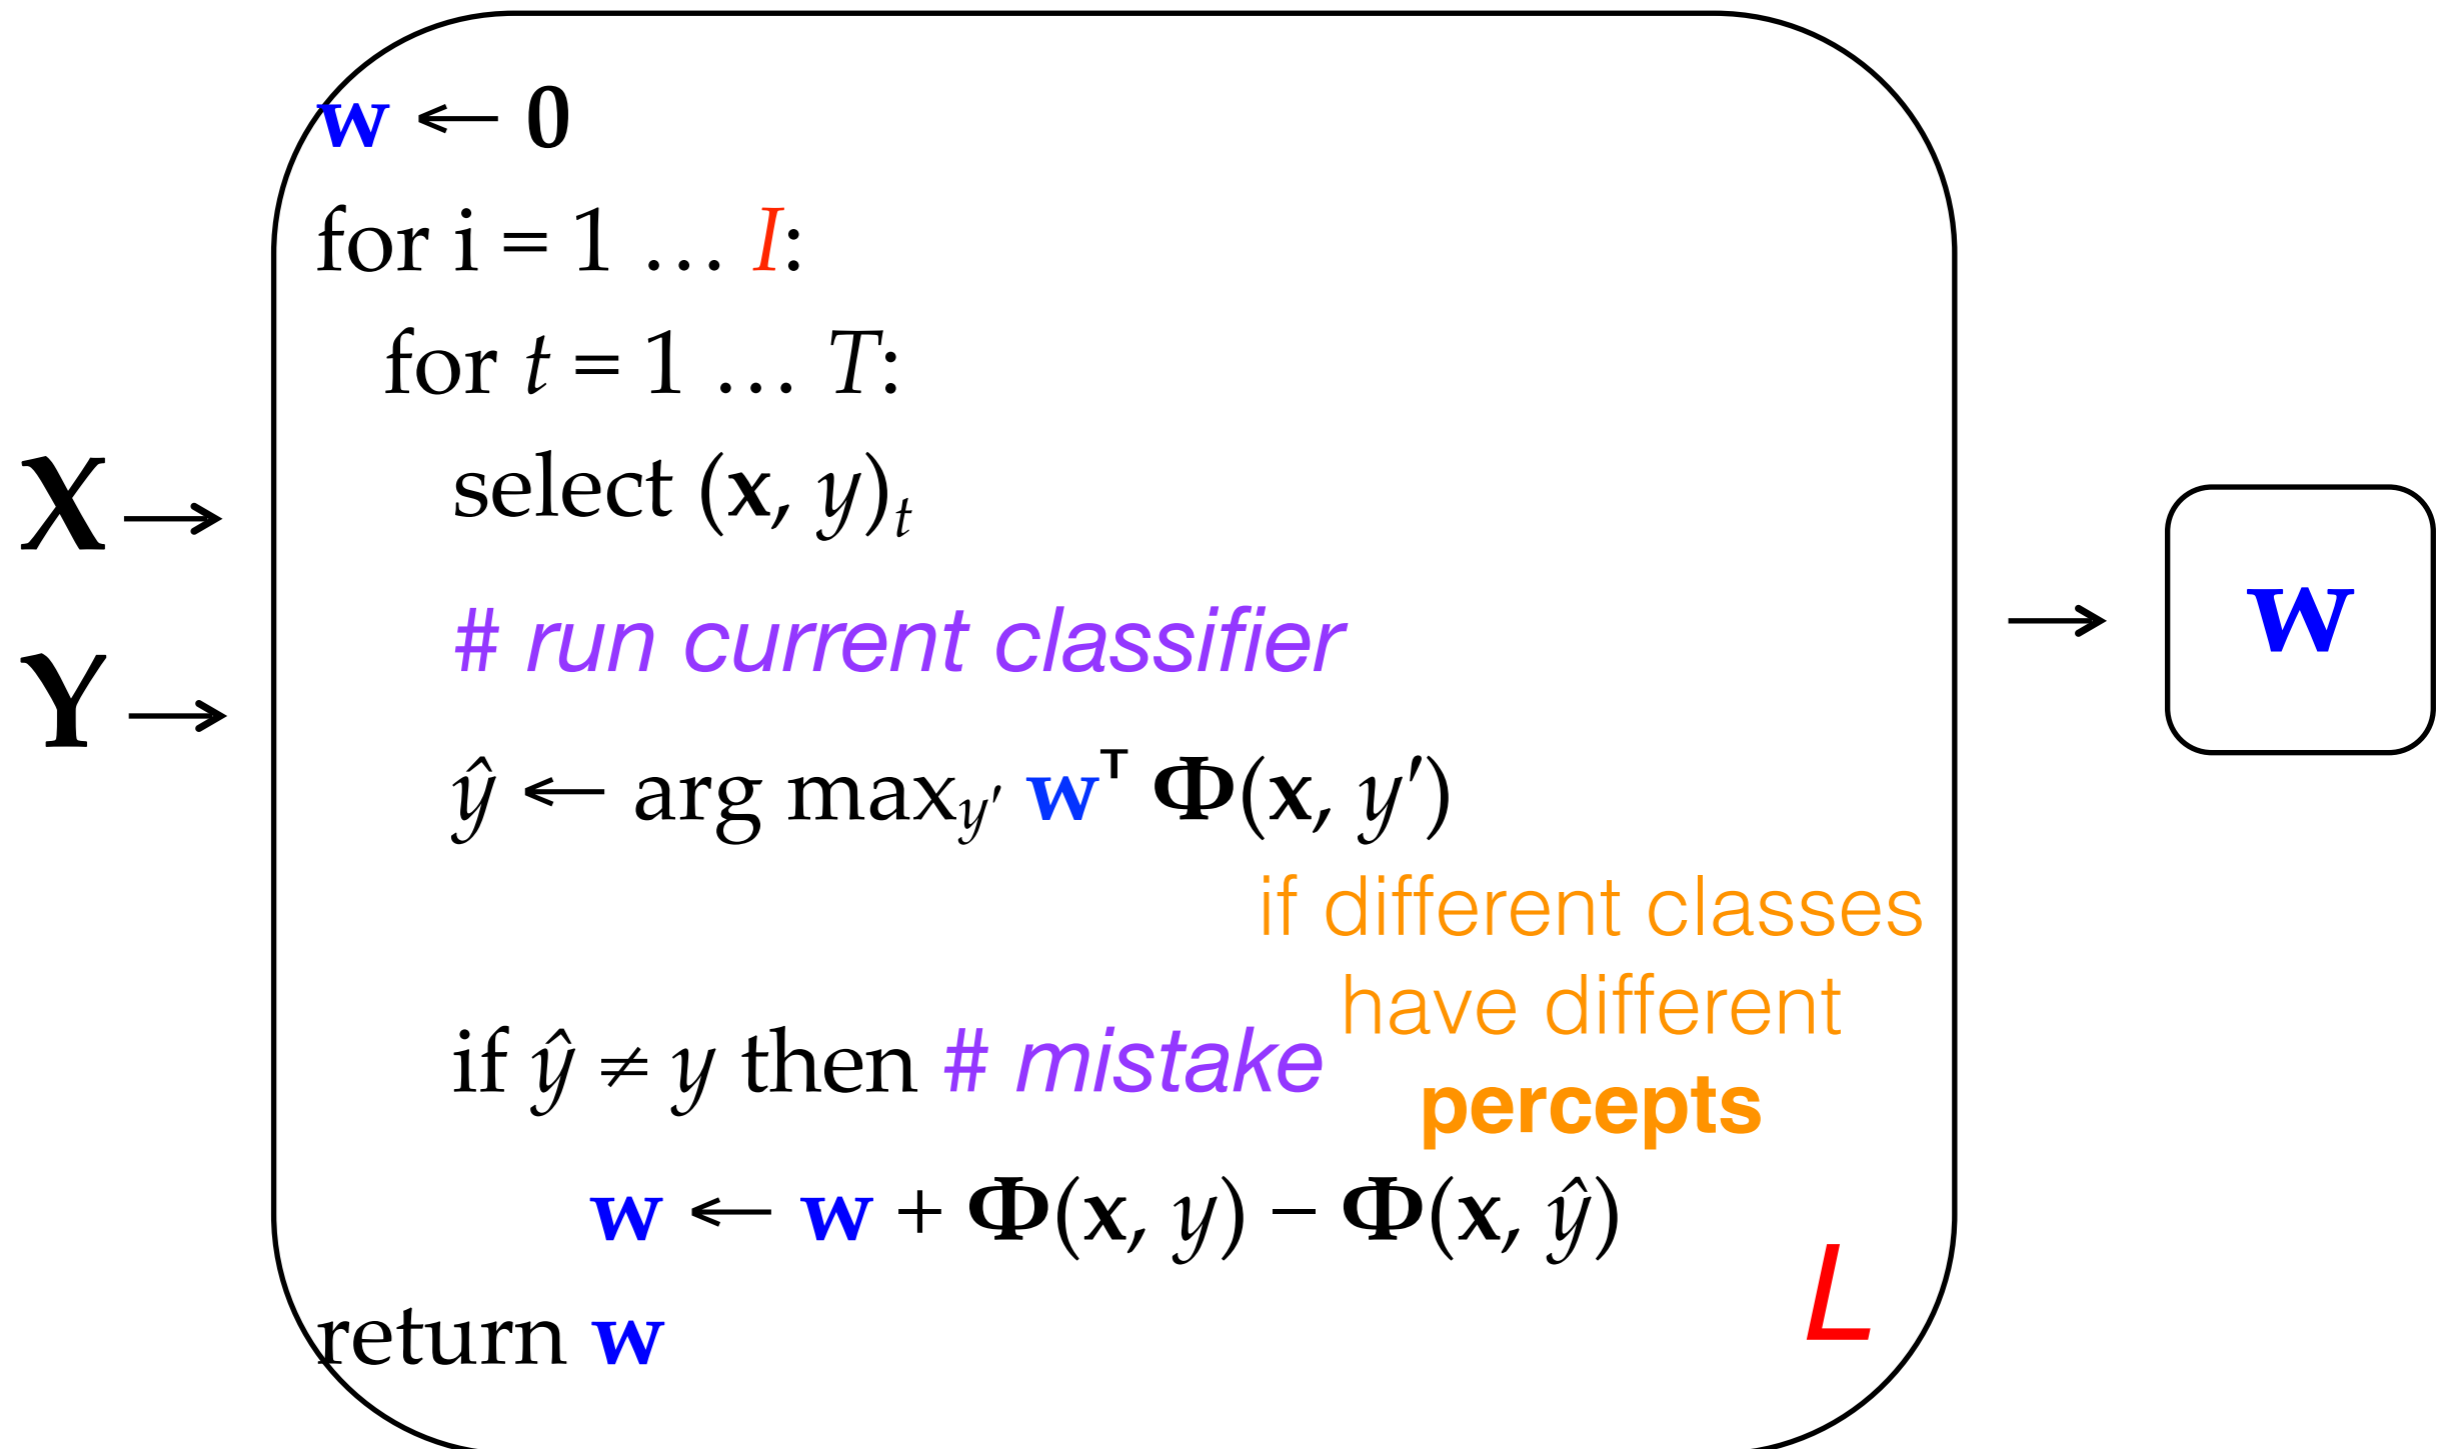 w ← 0
for i = 1 … I:
for t = 1 … T:
X →
select (x, y)ₜ
# run current classifier
Y →
→ w
ŷ ← arg max_y′ wᵀ Φ(x, y′)
if different classes
have different
percepts
if ŷ ≠ y then # mistake
w ← w + Φ(x, y) − Φ(x, ŷ)
return w
L